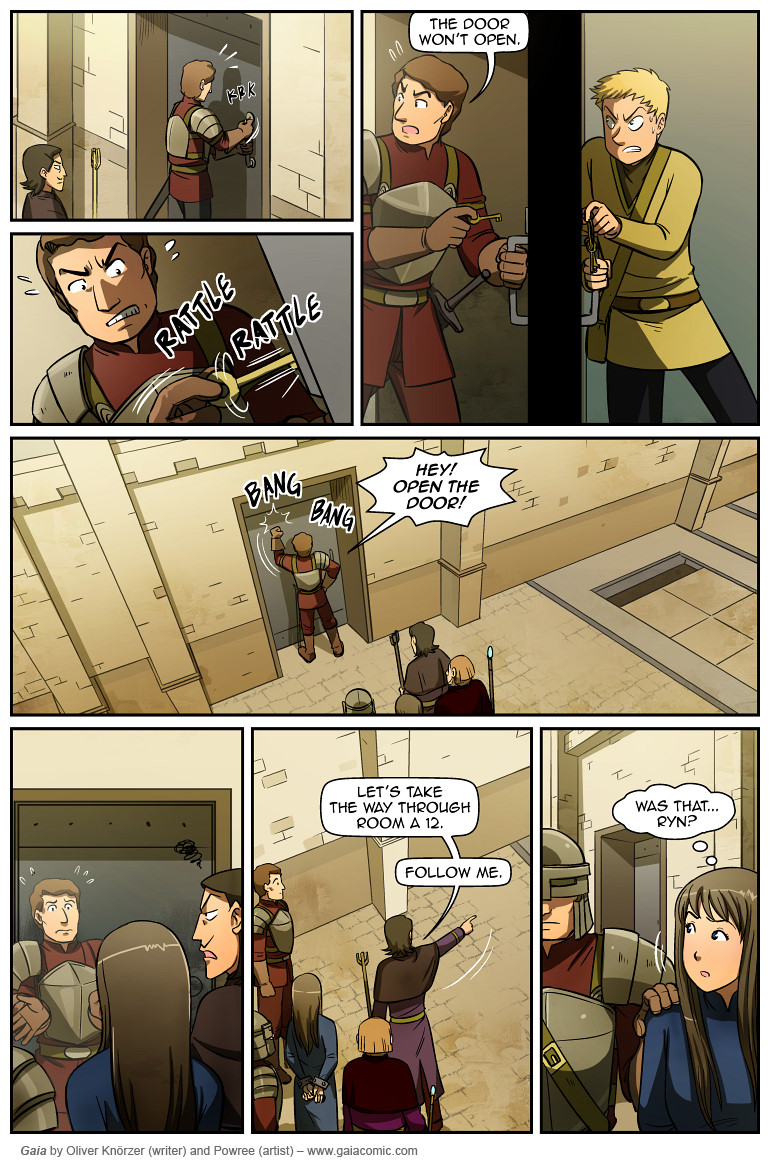 KRK
THE DOOR
WON'T OPEN.
RATTLE
RATTLE
BANG
BANG
HEY!
OPEN THE
DOOR!
LET'S TAKE
THE WAY THROUGH
ROOM A 12.
FOLLOW ME.
WAS THAT...
RYN?
Gaia by Oliver Knörzer (writer) and Powree (artist) – www.gaiacomic.com